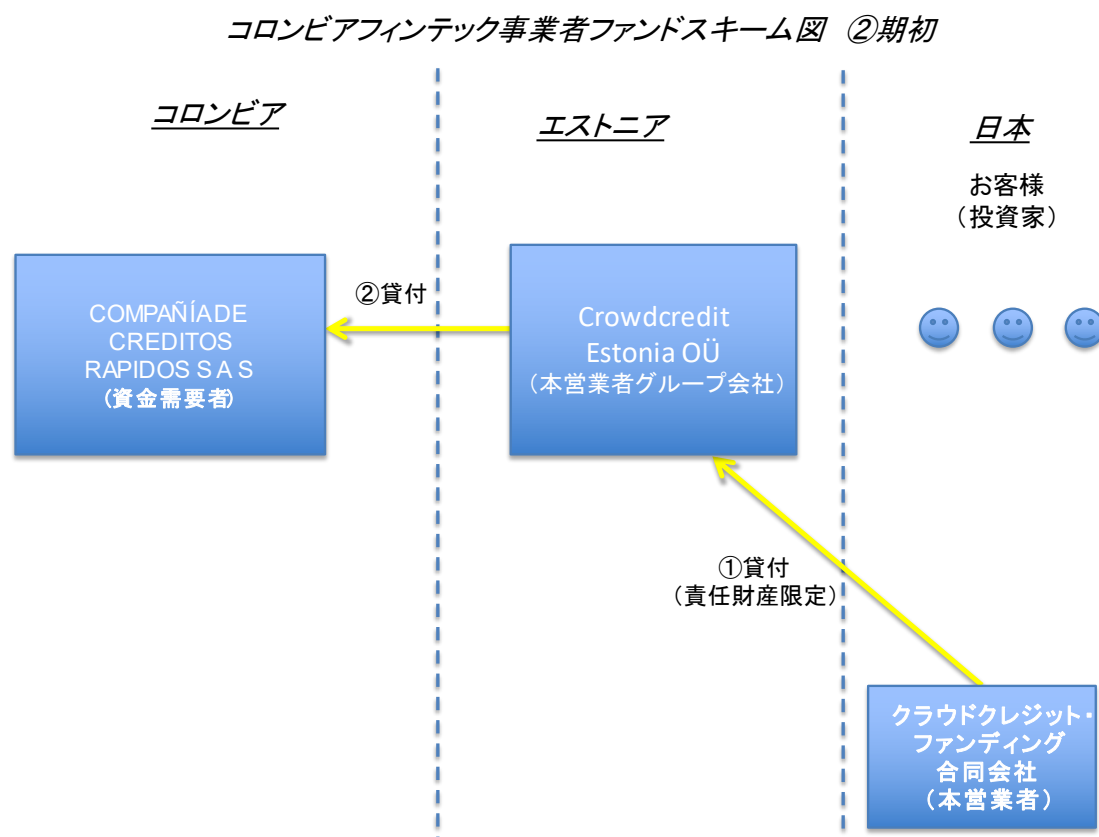 コロンビアフィンテック事業者ファンドスキーム図 ②期初
コロンビア
エストニア
日本
お客様
（投資家）
COMPAÑÍADE
CREDITOS
RAPIDOS S A S
(資金需要者)
②貸付
Crowdcredit
Estonia OÜ
（本営業者グループ会社）
①貸付
（責任財産限定）
クラウドクレジット・
ファンディング
合同会社
（本営業者）